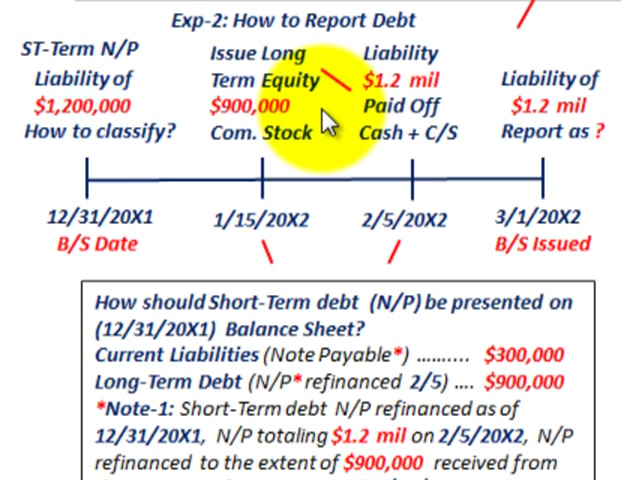 Exp-2: How to Report Debt
ST-Term N/P
Liability of
$1,200,000
How to classify?
Issue Long
Term Equity
$900,000
Com. Stock
Liability
$1.2 mil
Paid Off
Cash + C/S
Liability of
$1.2 mil
Report as ?
12/31/20X1
B/S Date
1/15/20X2
2/5/20X2
3/1/20X2
B/S Issued
How should Short-Term debt (N/P) be presented on
(12/31/20X1) Balance Sheet?
Current Liabilities (Note Payable*) .......... $300,000
Long-Term Debt (N/P* refinanced 2/5) .... $900,000
*Note-1: Short-Term debt N/P refinanced as of
12/31/20X1, N/P totaling $1.2 mil on 2/5/20X2, N/P
refinanced to the extent of $900,000 received from